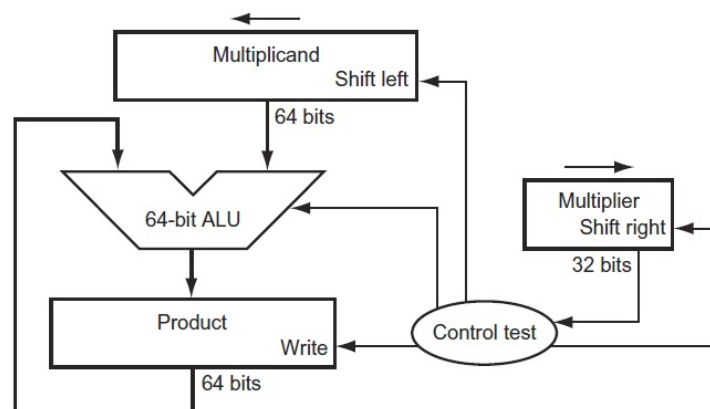 Multiplicand
Shift left
64 bits
64-bit ALU
Multiplier
Shift right
32 bits
Product
Write
Control test
64 bits